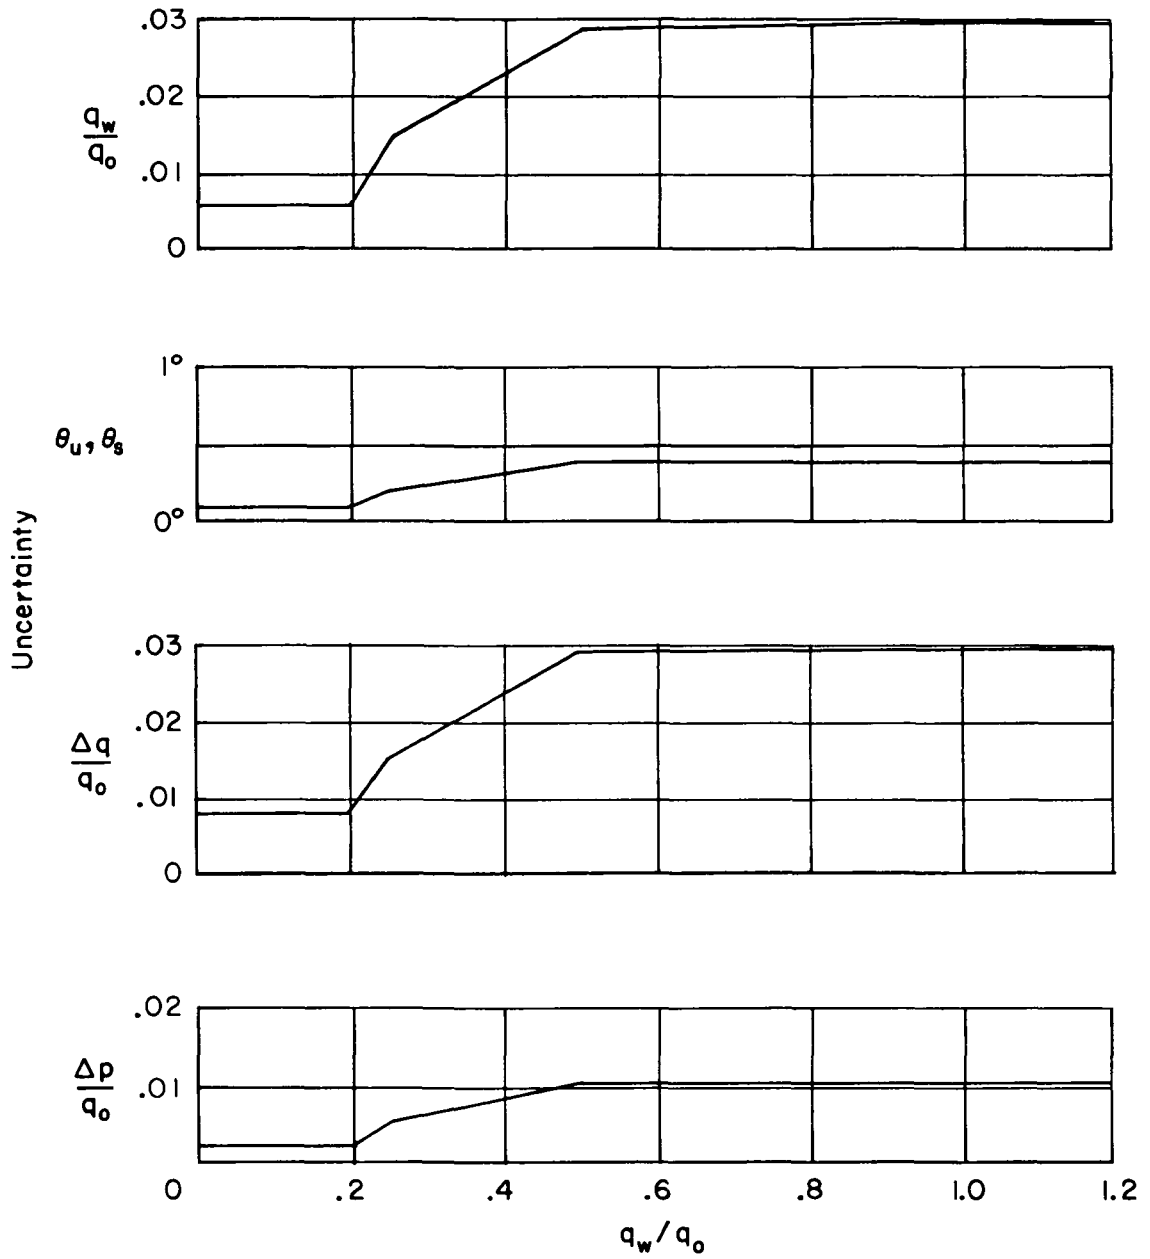 .03
.02
q_w
q_o
.01
0
1°
θ_u, θ_s
0°
Uncertainty
.03
.02
Δq
q_o
.01
0
.02
Δp
q_o
.01
0 .2 .4 .6 .8 1.0 1.2
q_w/q_o